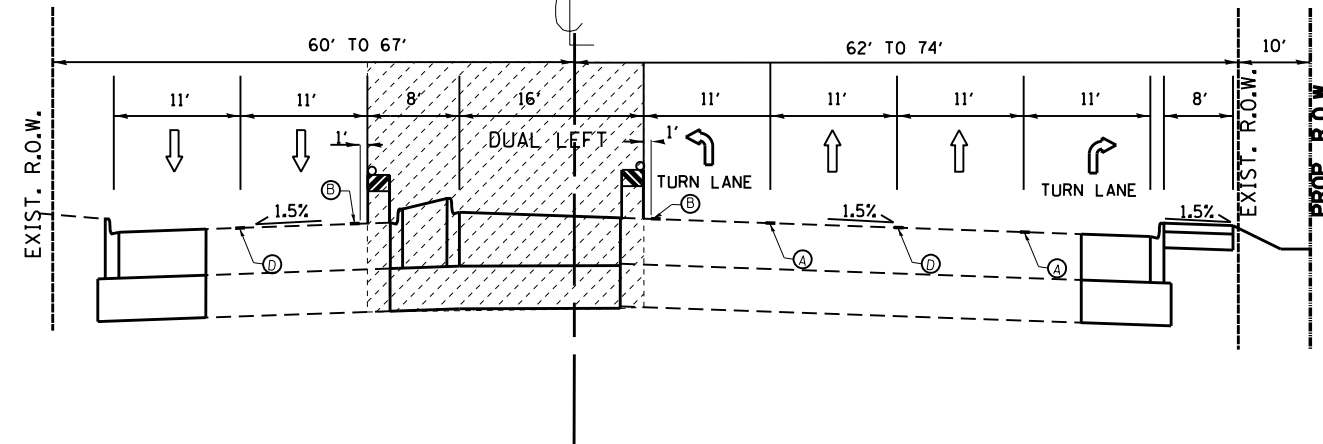 60' TO 67'
62' TO 74'
10'
11'
11'
8'
16'
11'
11'
11'
11'
8'
1'
DUAL LEFT
1'
TURN LANE
TURN LANE
B
B
1.5%
1.5%
1.5%
D
A
D
A
EXIST. R.O.W.
EXIST. R.O.W.
PROP. R.O.W.